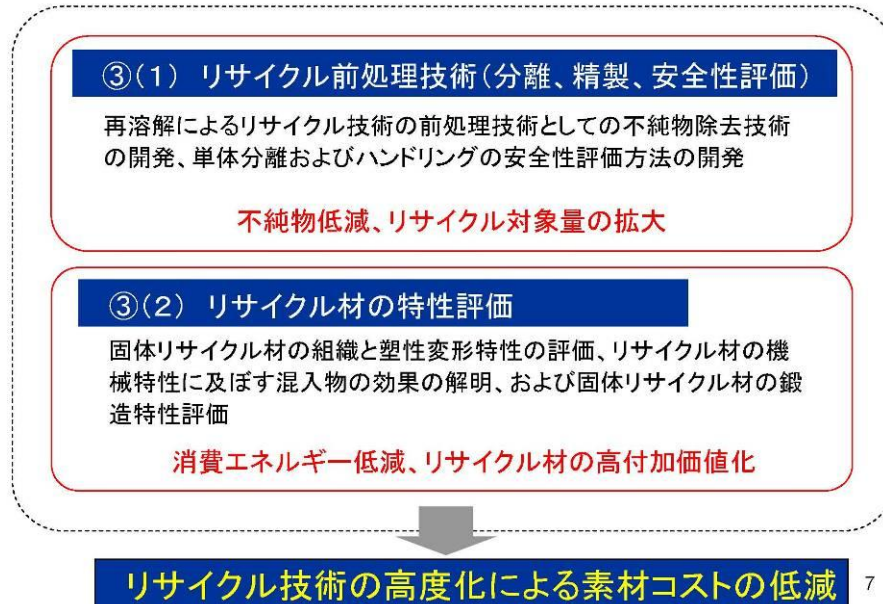 ③(1) リサイクル前処理技術(分離、精製、安全性評価)
再溶解によるリサイクル技術の前処理技術としての不純物除去技術
の開発、単体分離およびハンドリングの安全性評価方法の開発
不純物低減、リサイクル対象量の拡大
③(2) リサイクル材の特性評価
固体リサイクル材の組織と塑性変形特性の評価、リサイクル材の機
械特性に及ぼす混入物の効果の解明、および固体リサイクル材の鍛
造特性評価
消費エネルギー低減、リサイクル材の高付加価値化
リサイクル技術の高度化による素材コストの低減
7